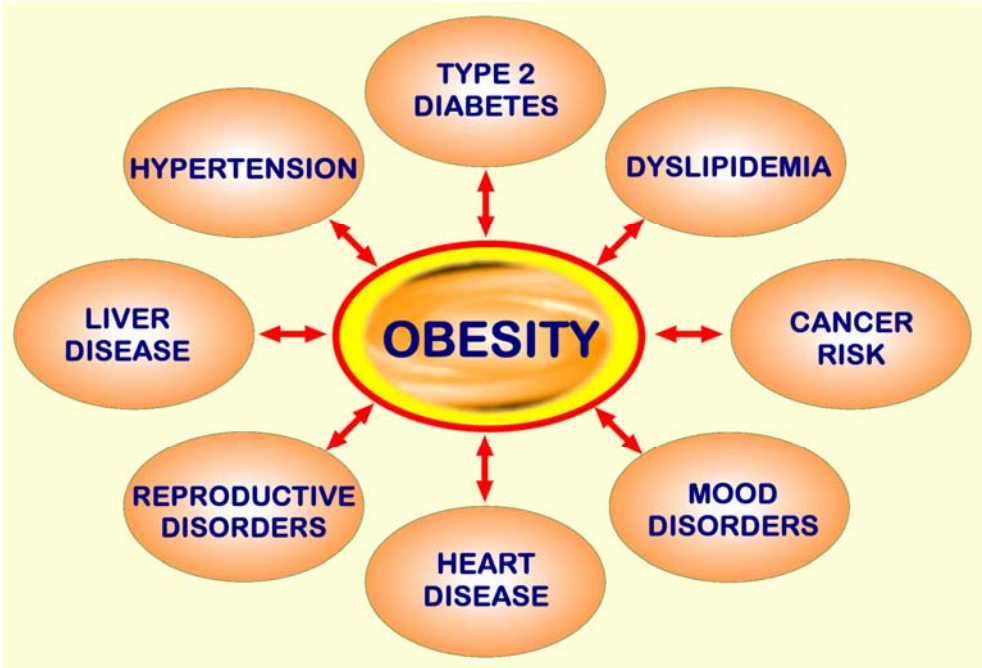 TYPE 2
DIABETES
HYPERTENSION
DYSLIPIDEMIA
LIVER
DISEASE
OBESITY
CANCER
RISK
REPRODUCTIVE
DISORDERS
MOOD
DISORDERS
HEART
DISEASE